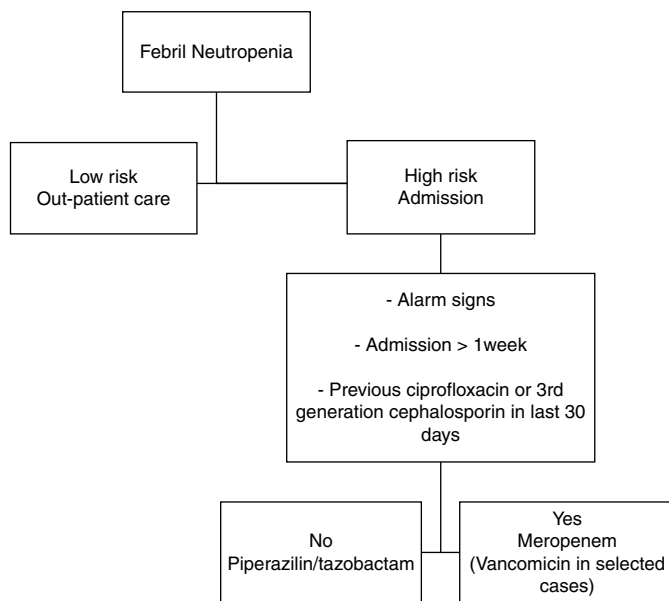 Febril Neutropenia
Low risk
Out-patient care
High risk
Admission
- Alarm signs
- Admission > 1week
- Previous ciprofloxacin or 3rd
generation cephalosporin in last 30
days
No
Piperazilin/tazobactam
Yes
Meropenem
(Vancomicin in selected
cases)